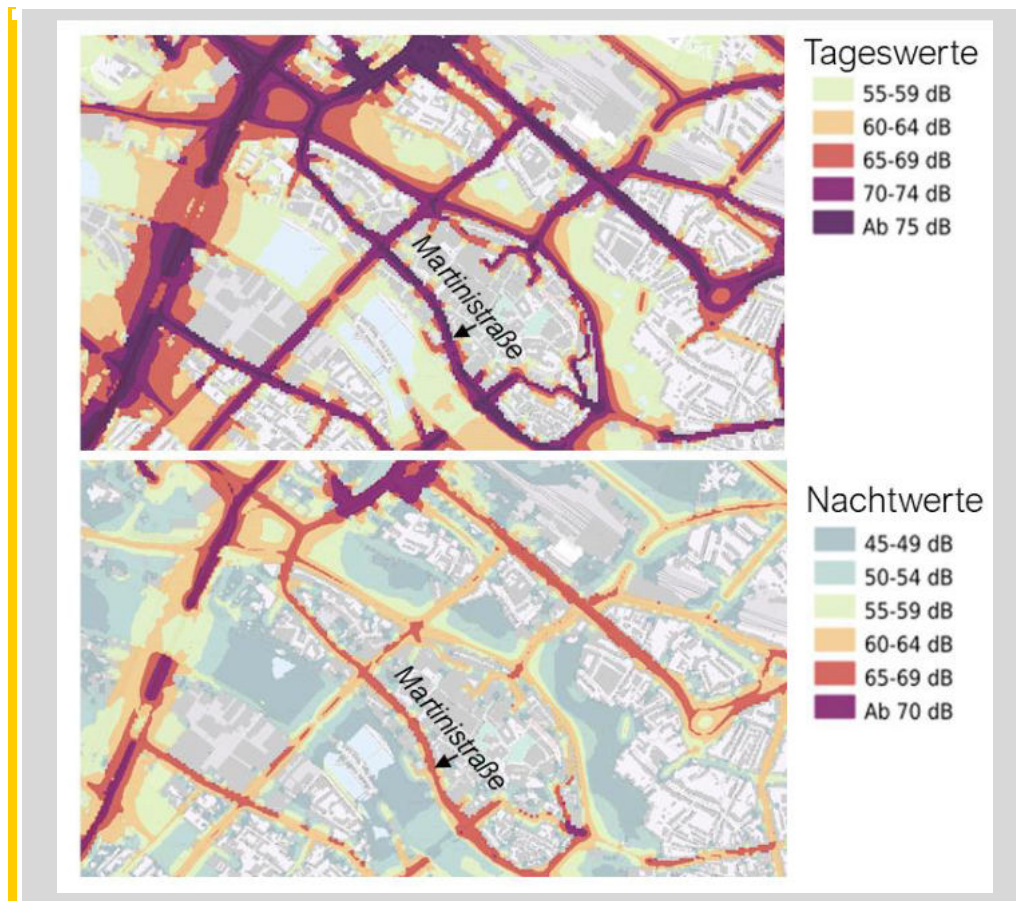 Tageswerte
55-59 dB
60-64 dB
65-69 dB
70-74 dB
Ab 75 dB
Martinistraße
Nachtwerte
45-49 dB
50-54 dB
55-59 dB
60-64 dB
65-69 dB
Ab 70 dB
Martinistraße